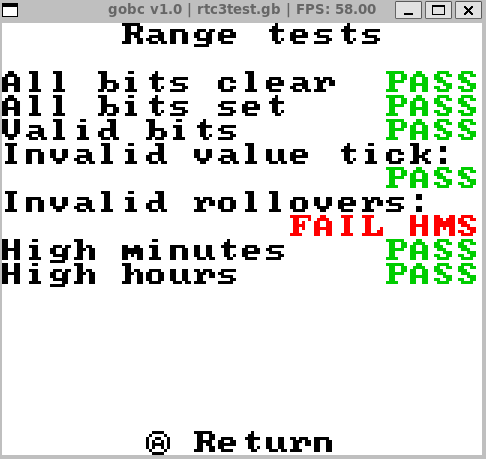 gobc v1.0 | rtc3test.gb | FPS: 58.00
Range tests
All bits clear PASS
All bits set PASS
Valid bits PASS
Invalid value tick:
PASS
Invalid rollovers:
FAIL HMS
High minutes PASS
High hours PASS
Ⓐ Return